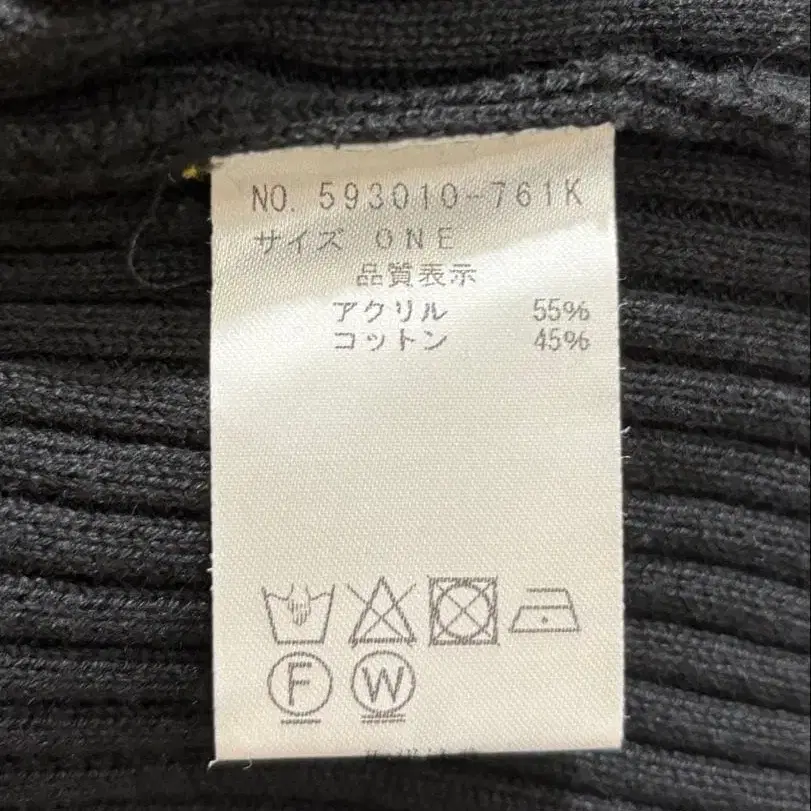 NO. 593010-761K
サイズ ONE
品質表示
アクリル 55%
コットン 45%
F W